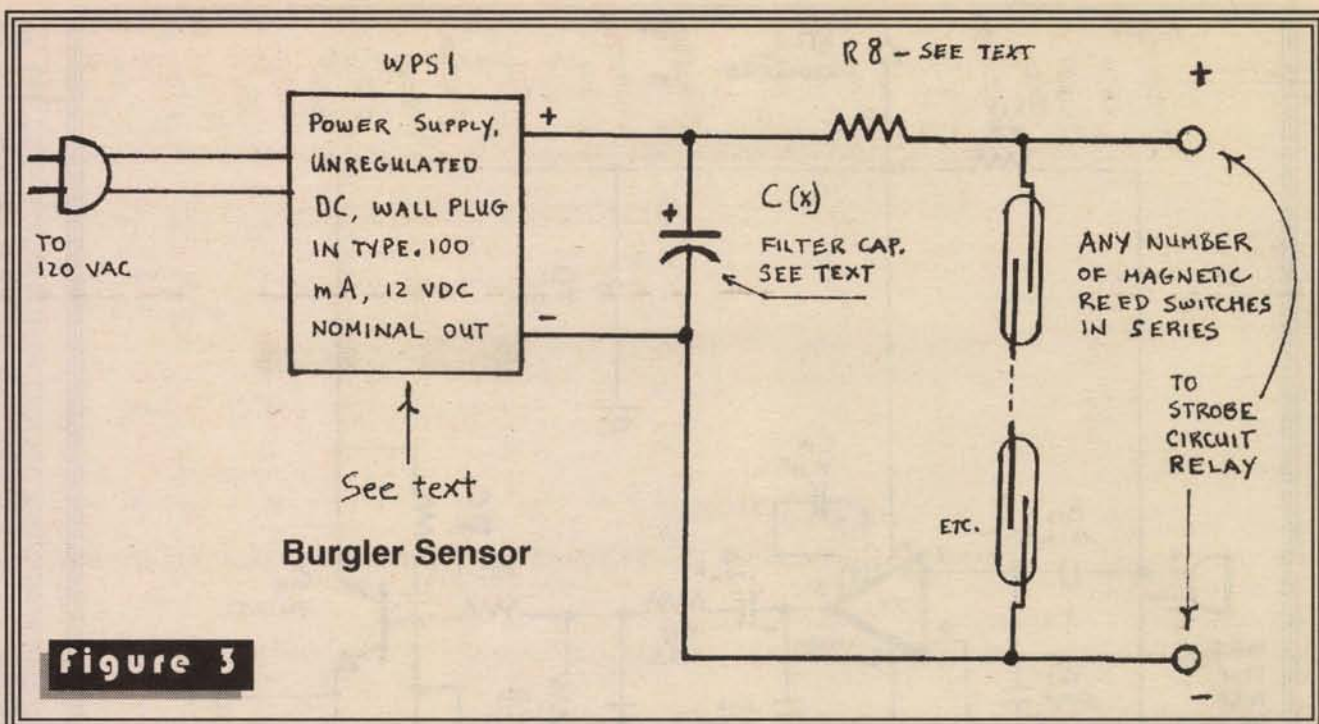 WPS1
R8 - SEE TEXT
+
+
POWER SUPPLY,
UNREGULATED
DC, WALL PLUG
IN TYPE. 100
mA, 12 VDC
NOMINAL OUT
-
TO
120 VAC
+
C(x)
FILTER CAP.
SEE TEXT
ANY NUMBER
OF MAGNETIC
REED SWITCHES
IN SERIES
TO
STROBE
CIRCUIT
RELAY
See text
ETC.
Burgler Sensor
-
Figure 3